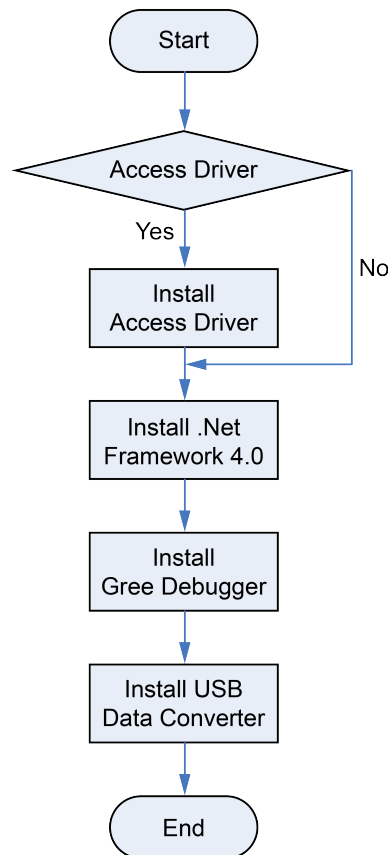 Start
Access Driver
Yes
No
Install
Access Driver
Install .Net
Framework 4.0
Install
Gree Debugger
Install USB
Data Converter
End